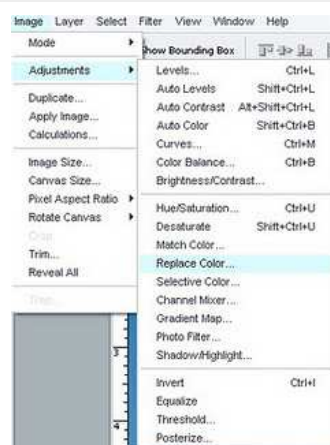 Image Layer Select Filter View Window Help
Show Bounding Box
Mode
Adjustments
Duplicate...
Apply Image...
Calculations...
Image Size...
Canvas Size...
Pixel Aspect Ratio
Rotate Canvas
Crop
Trim...
Reveal All
Trap...
Levels... Ctrl+L
Auto Levels Shift+Ctrl+L
Auto Contrast Alt+Shift+Ctrl+L
Auto Color Shift+Ctrl+B
Curves... Ctrl+M
Color Balance... Ctrl+B
Brightness/Contrast...
Hue/Saturation... Ctrl+U
Desaturate Shift+Ctrl+U
Match Color...
Replace Color...
Selective Color...
Channel Mixer...
Gradient Map...
Photo Filter...
Shadow/Highlight...
Invert Ctrl+I
Equalize
Threshold...
Posterize...
3
4